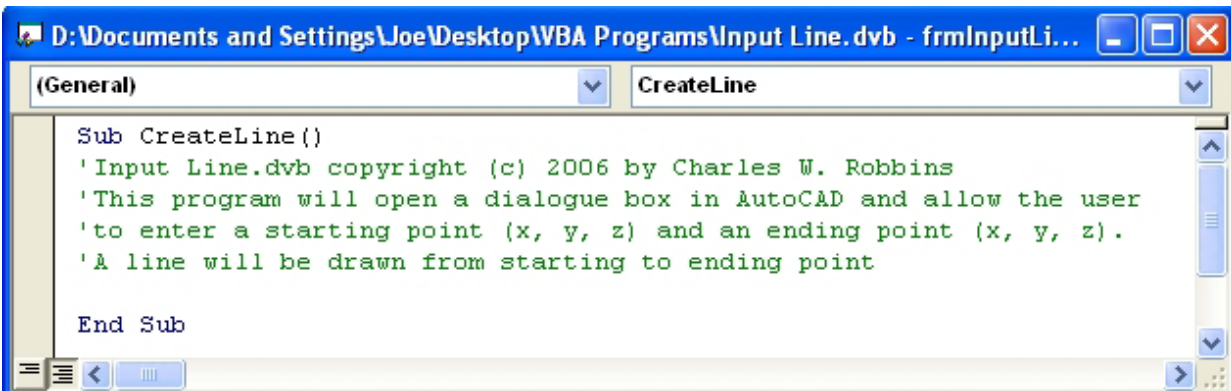 D:\Documents and Settings\Joe\Desktop\VBA Programs\Input Line.dvb - frmInputLi...
(General) CreateLine
Sub CreateLine()
'Input Line.dvb copyright (c) 2006 by Charles W. Robbins
'This program will open a dialogue box in AutoCAD and allow the user
'to enter a starting point (x, y, z) and an ending point (x, y, z).
'A line will be drawn from starting to ending point
End Sub